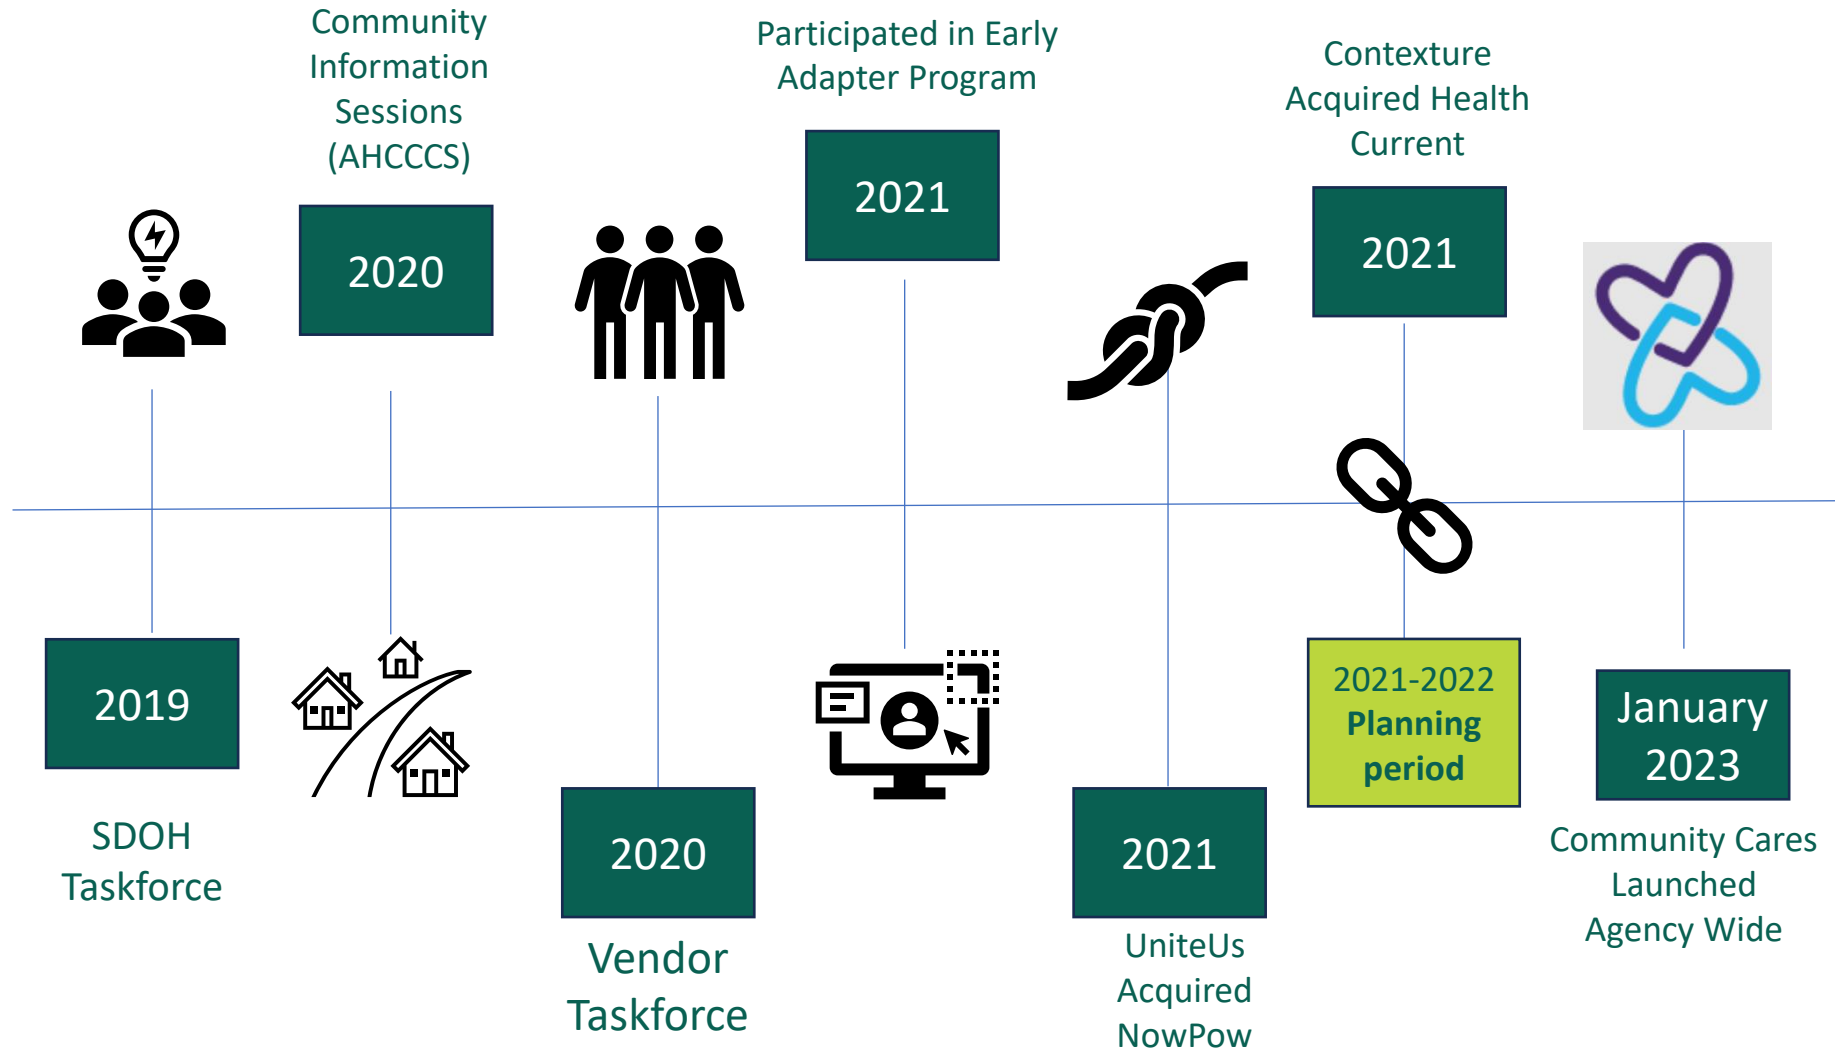 2019
SDOH
Taskforce
Community
Information
Sessions
(AHCCCS)
2020
2020
Vendor
Taskforce
Participated in Early
Adapter Program
2021
2021
UniteUs
Acquired
NowPow
Contexture
Acquired Health
Current
2021
2021-2022
Planning
period
January
2023
Community Cares
Launched
Agency Wide